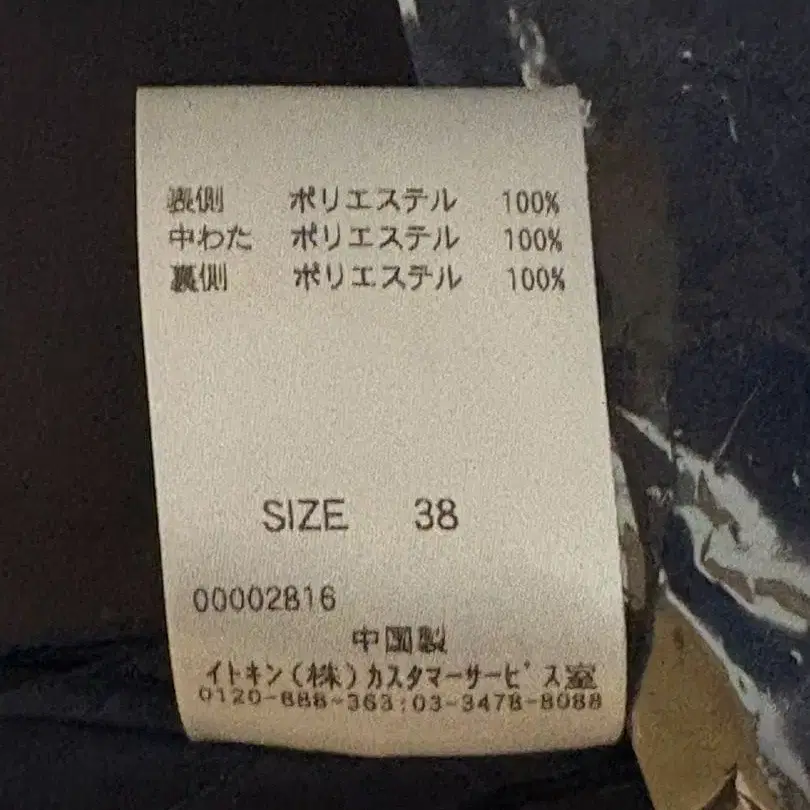 表側 ポリエステル 100%
中わた ポリエステル 100%
裏側 ポリエステル 100%
SIZE 38
00002816
中国製
イトキン(株)カスタマーサービス室
0120-888-363:03-3478-8088